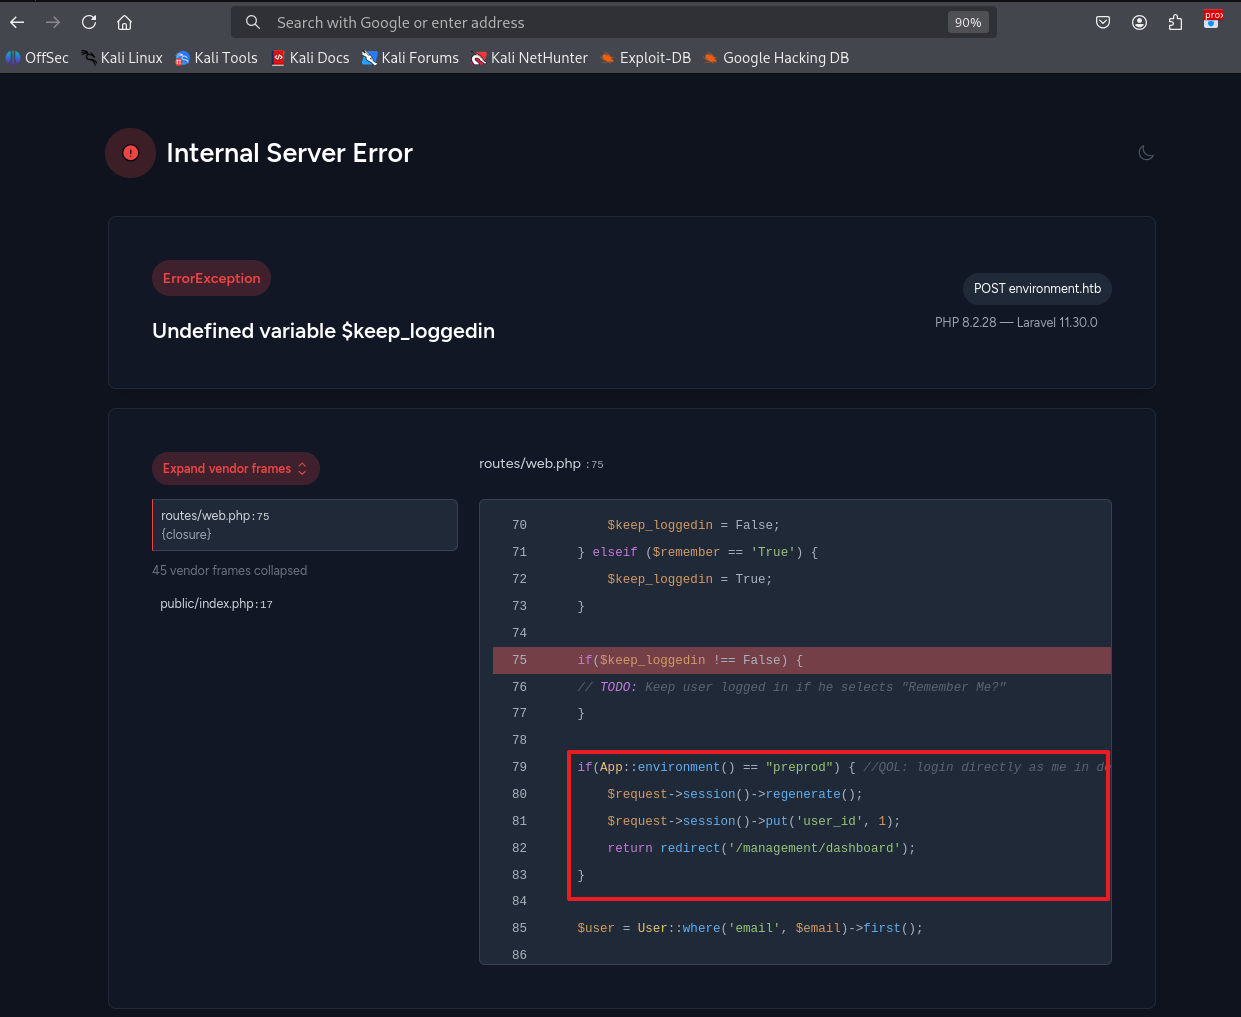 Search with Google or enter address
90%
prox
OffSec
Kali Linux
Kali Tools
Kali Docs
Kali Forums
Kali NetHunter
Exploit-DB
Google Hacking DB
Internal Server Error
ErrorException
POST environment.htb
Undefined variable $keep_loggedin
PHP 8.2.28 — Laravel 11.30.0
Expand vendor frames
routes/web.php :75
routes/web.php:75
{closure}
45 vendor frames collapsed
public/index.php:17
70 $keep_loggedin = False;
71 } elseif ($remember == 'True') {
72 $keep_loggedin = True;
73 }
74
75 if($keep_loggedin !== False) {
76 // TODO: Keep user logged in if he selects "Remember Me?"
77 }
78
79 if(App::environment() == "preprod") { //QOL: login directly as me in
80 $request->session()->regenerate();
81 $request->session()->put('user_id', 1);
82 return redirect('/management/dashboard');
83 }
84
85 $user = User::where('email', $email)->first();
86